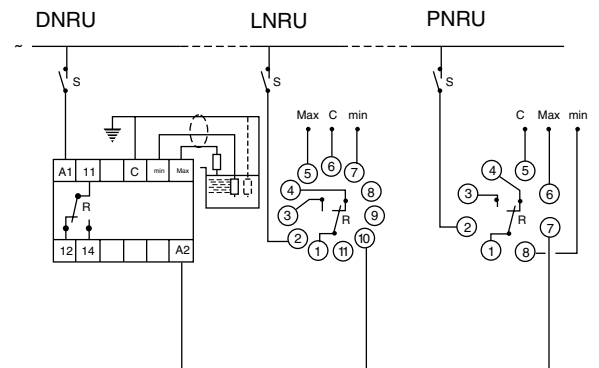 DNRU LNRU PNRU
~
S S S
Max C min C Max min
A1 11 C min Max
R
12 14 A2
5 6 7
4 8
3 9
R
2 10
1 11
4 5
3 6
R
2 7
1 8